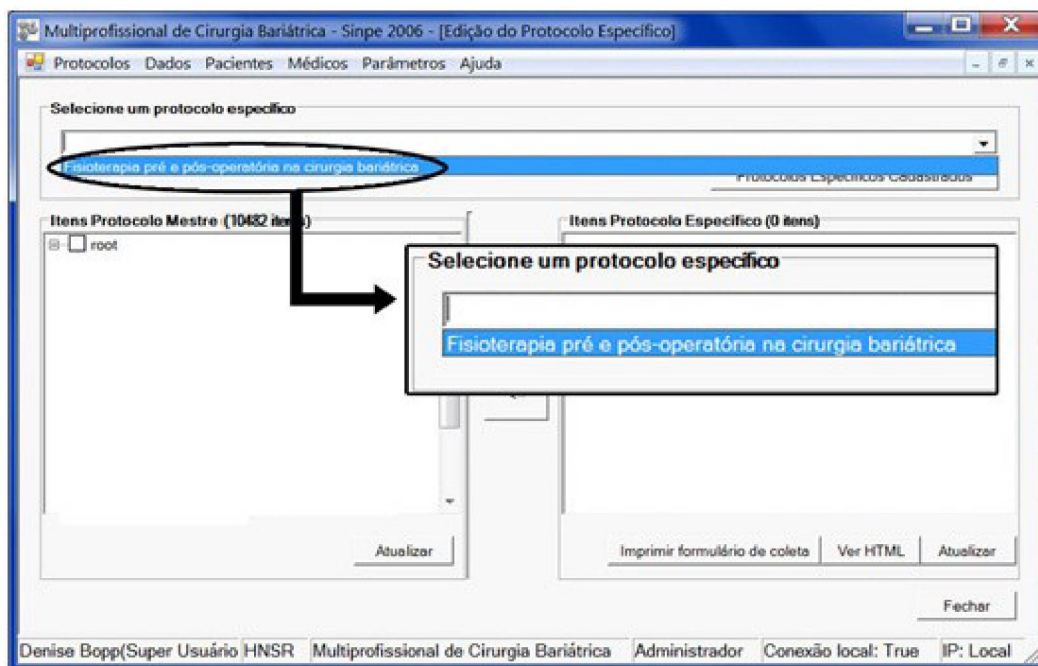 Multiprofissional de Cirurgia Bariátrica - Sinpe 2006 - [Edição do Protocolo Específico]
Protocolos Dados Pacientes Médicos Parâmetros Ajuda
Selecione um protocolo específico
Fisioterapia pré e pós-operatória na cirurgia bariátrica
Protocolos Específicos Cadastrados
Itens Protocolo Mestre (10482 itens)
Itens Protocolo Específico (0 itens)
root
Selecione um protocolo específico
Fisioterapia pré e pós-operatória na cirurgia bariátrica
Atualizar
Imprimir formulário de coleta Ver HTML Atualizar
Fechar
Denise Bopp(Super Usuário HNSR Multiprofissional de Cirurgia Bariátrica Administrador Conexão local: True IP: Local